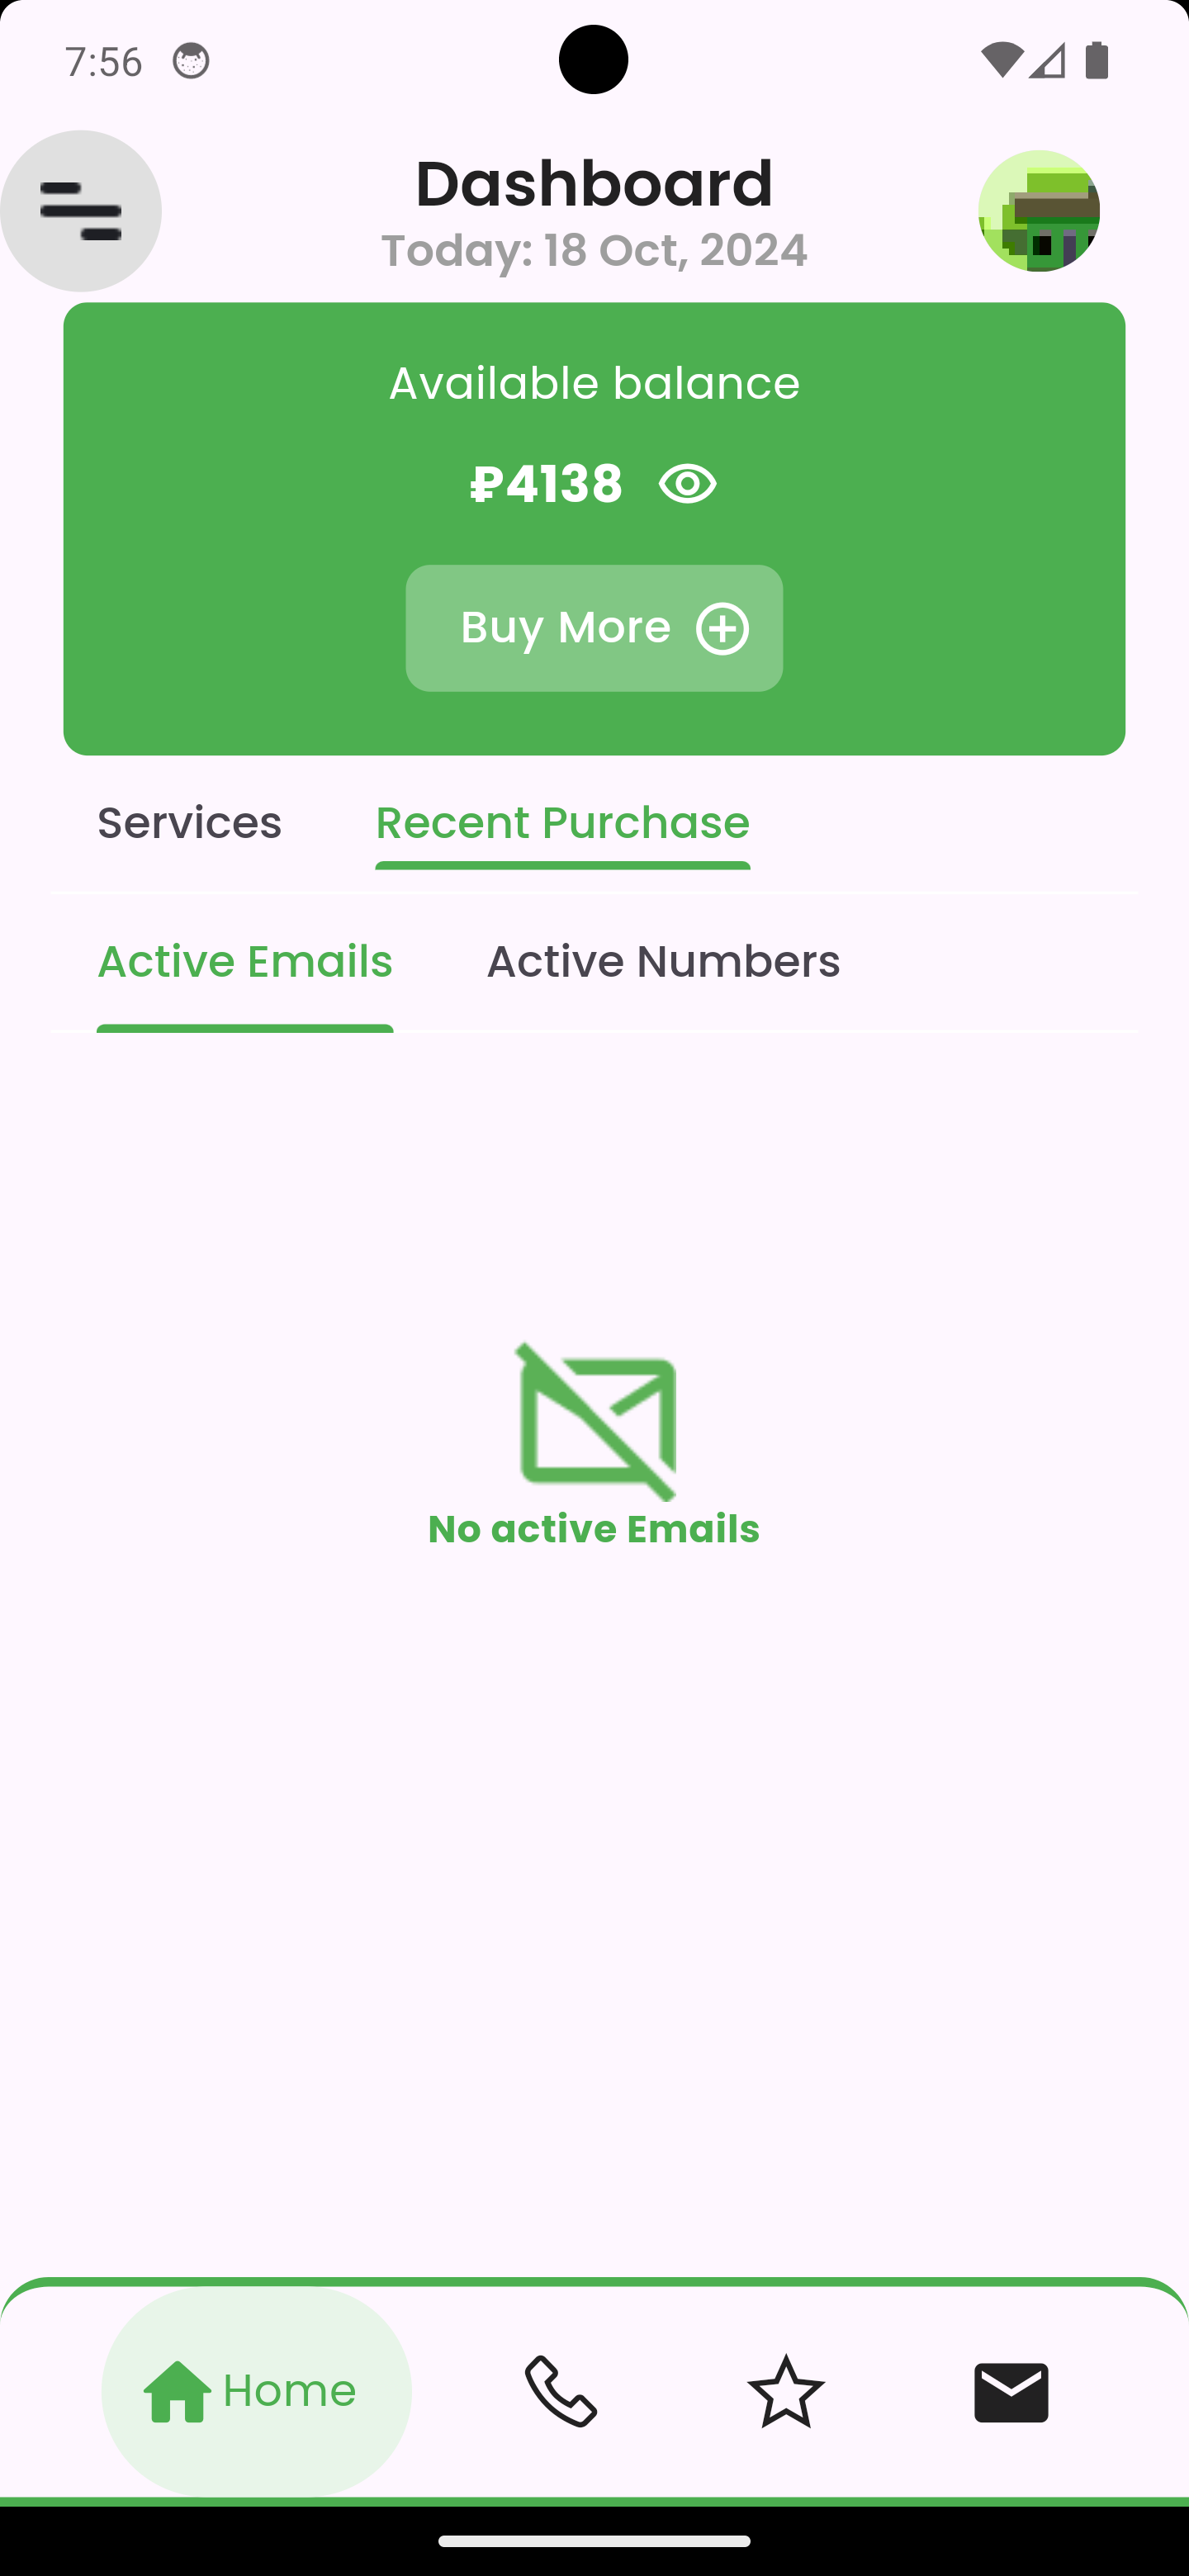 7:56
Dashboard
Today: 18 Oct, 2024
Available balance
₽4138
Buy More
Services Recent Purchase
Active Emails Active Numbers
No active Emails
Home